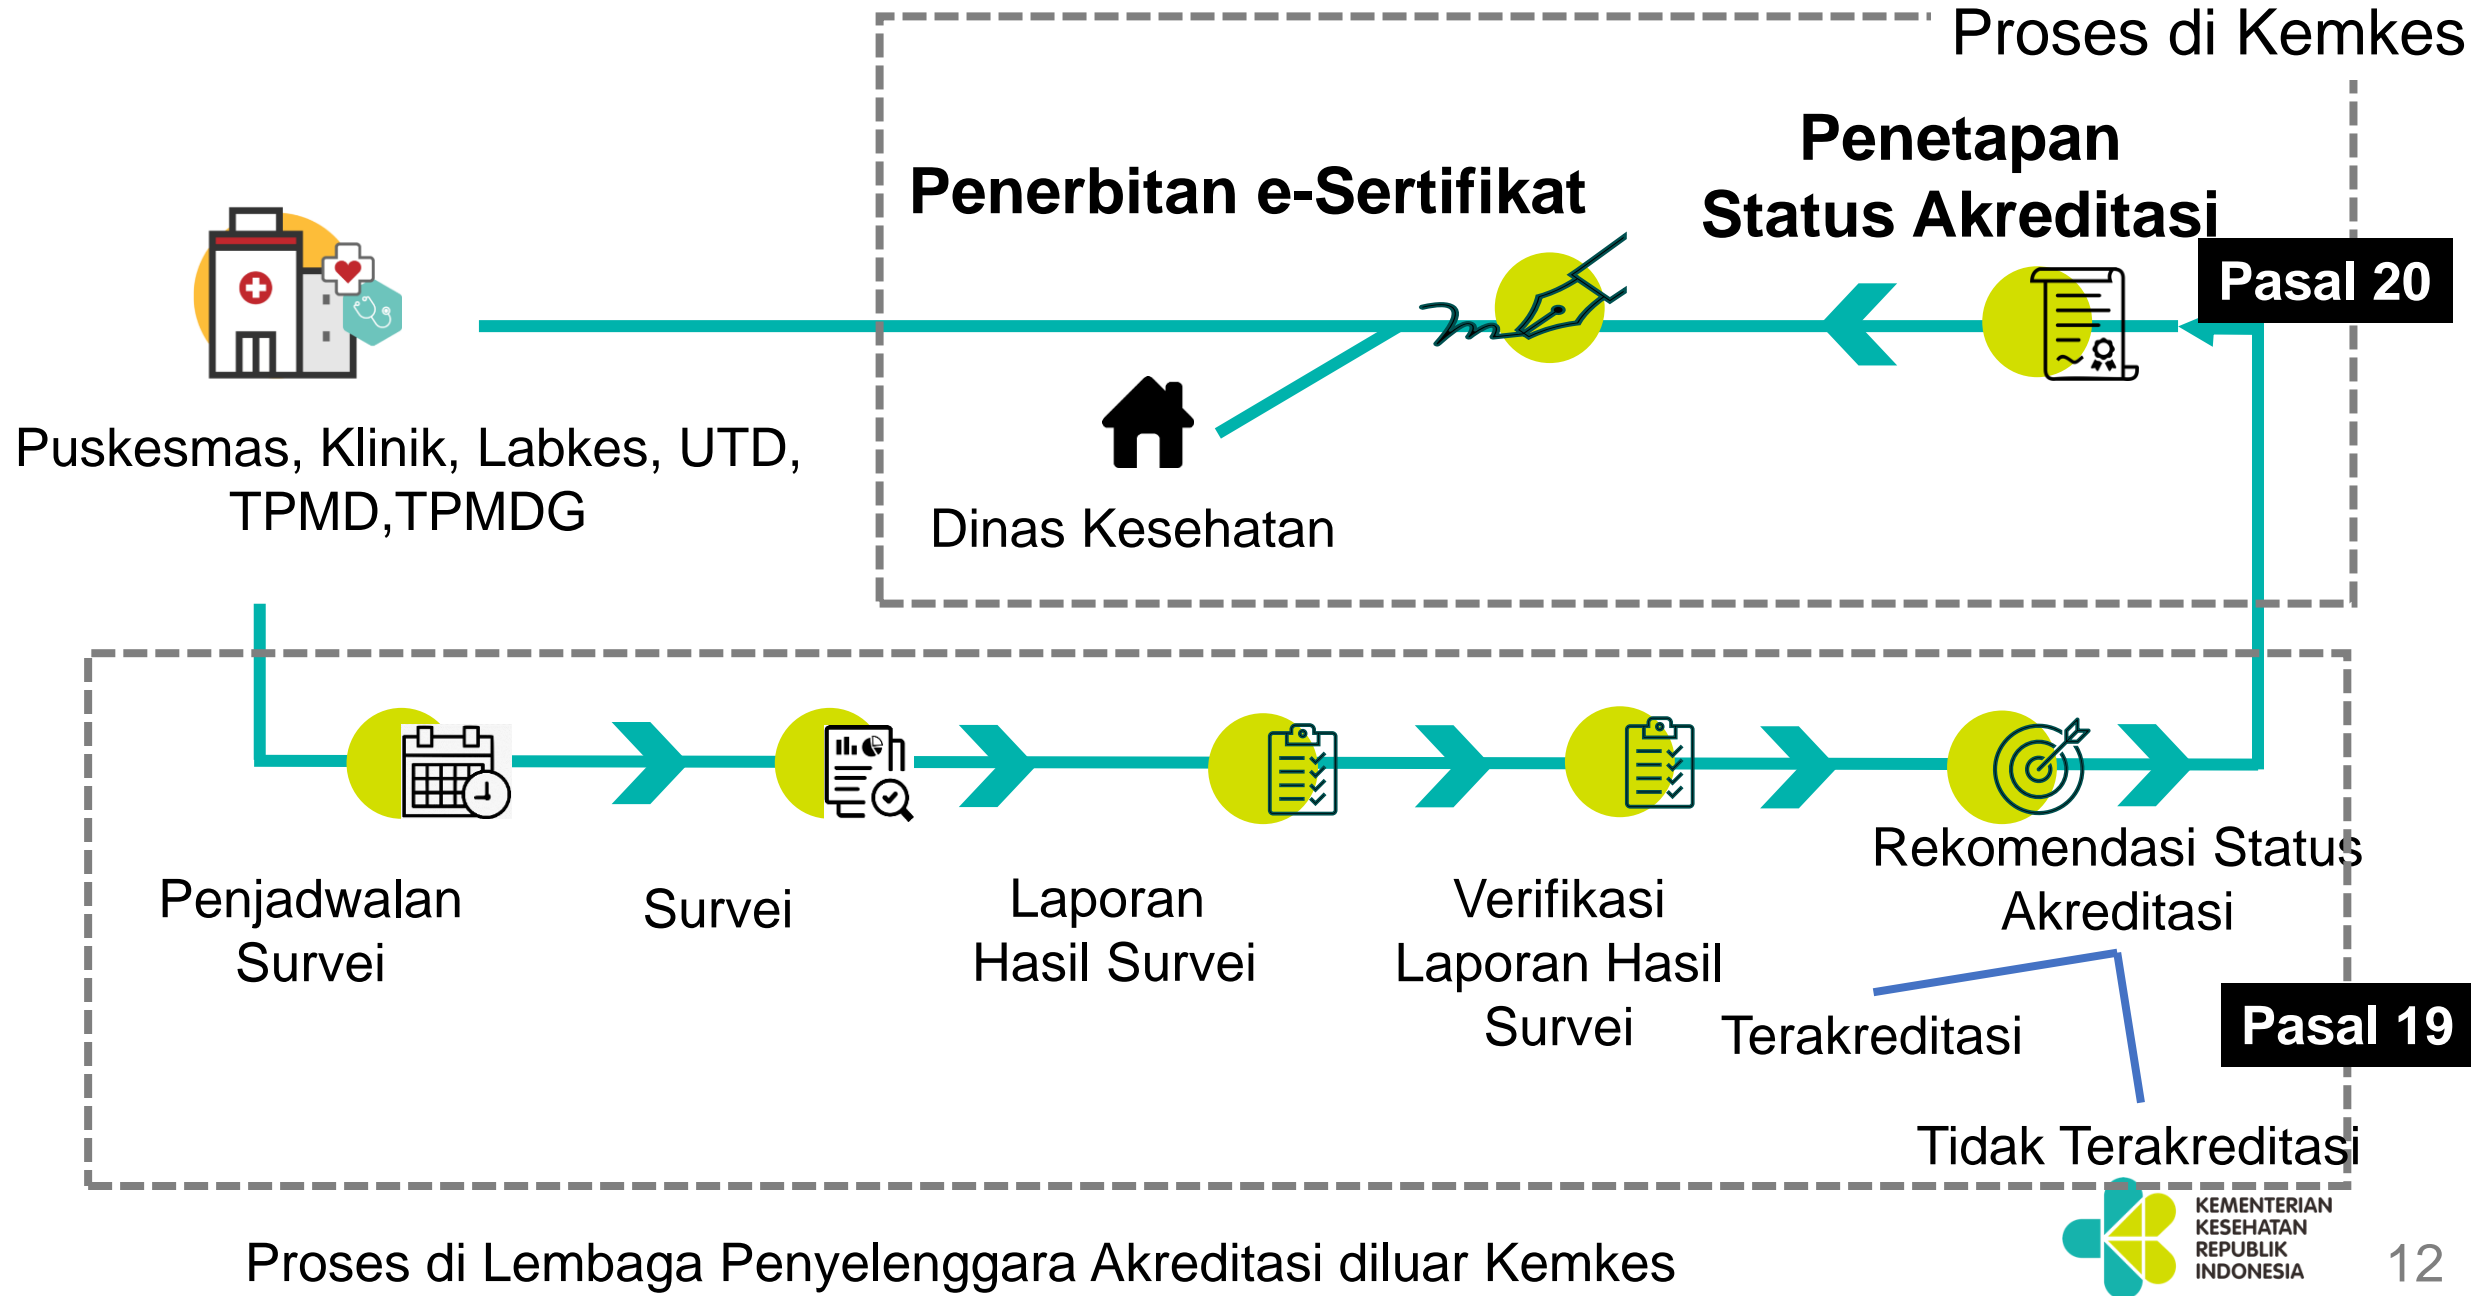 Proses di Kemkes
Penetapan
Status Akreditasi
Penerbitan e-Sertifikat
Pasal 20
Puskesmas, Klinik, Labkes, UTD,
TPMD,TPMDG
Dinas Kesehatan
Penjadwalan
Survei
Survei
Laporan
Hasil Survei
Verifikasi
Laporan Hasil
Survei
Rekomendasi Status
Akreditasi
Terakreditasi
Pasal 19
Tidak Terakreditasi
Proses di Lembaga Penyelenggara Akreditasi diluar Kemkes
KEMENTERIAN
KESEHATAN
REPUBLIK
INDONESIA
12